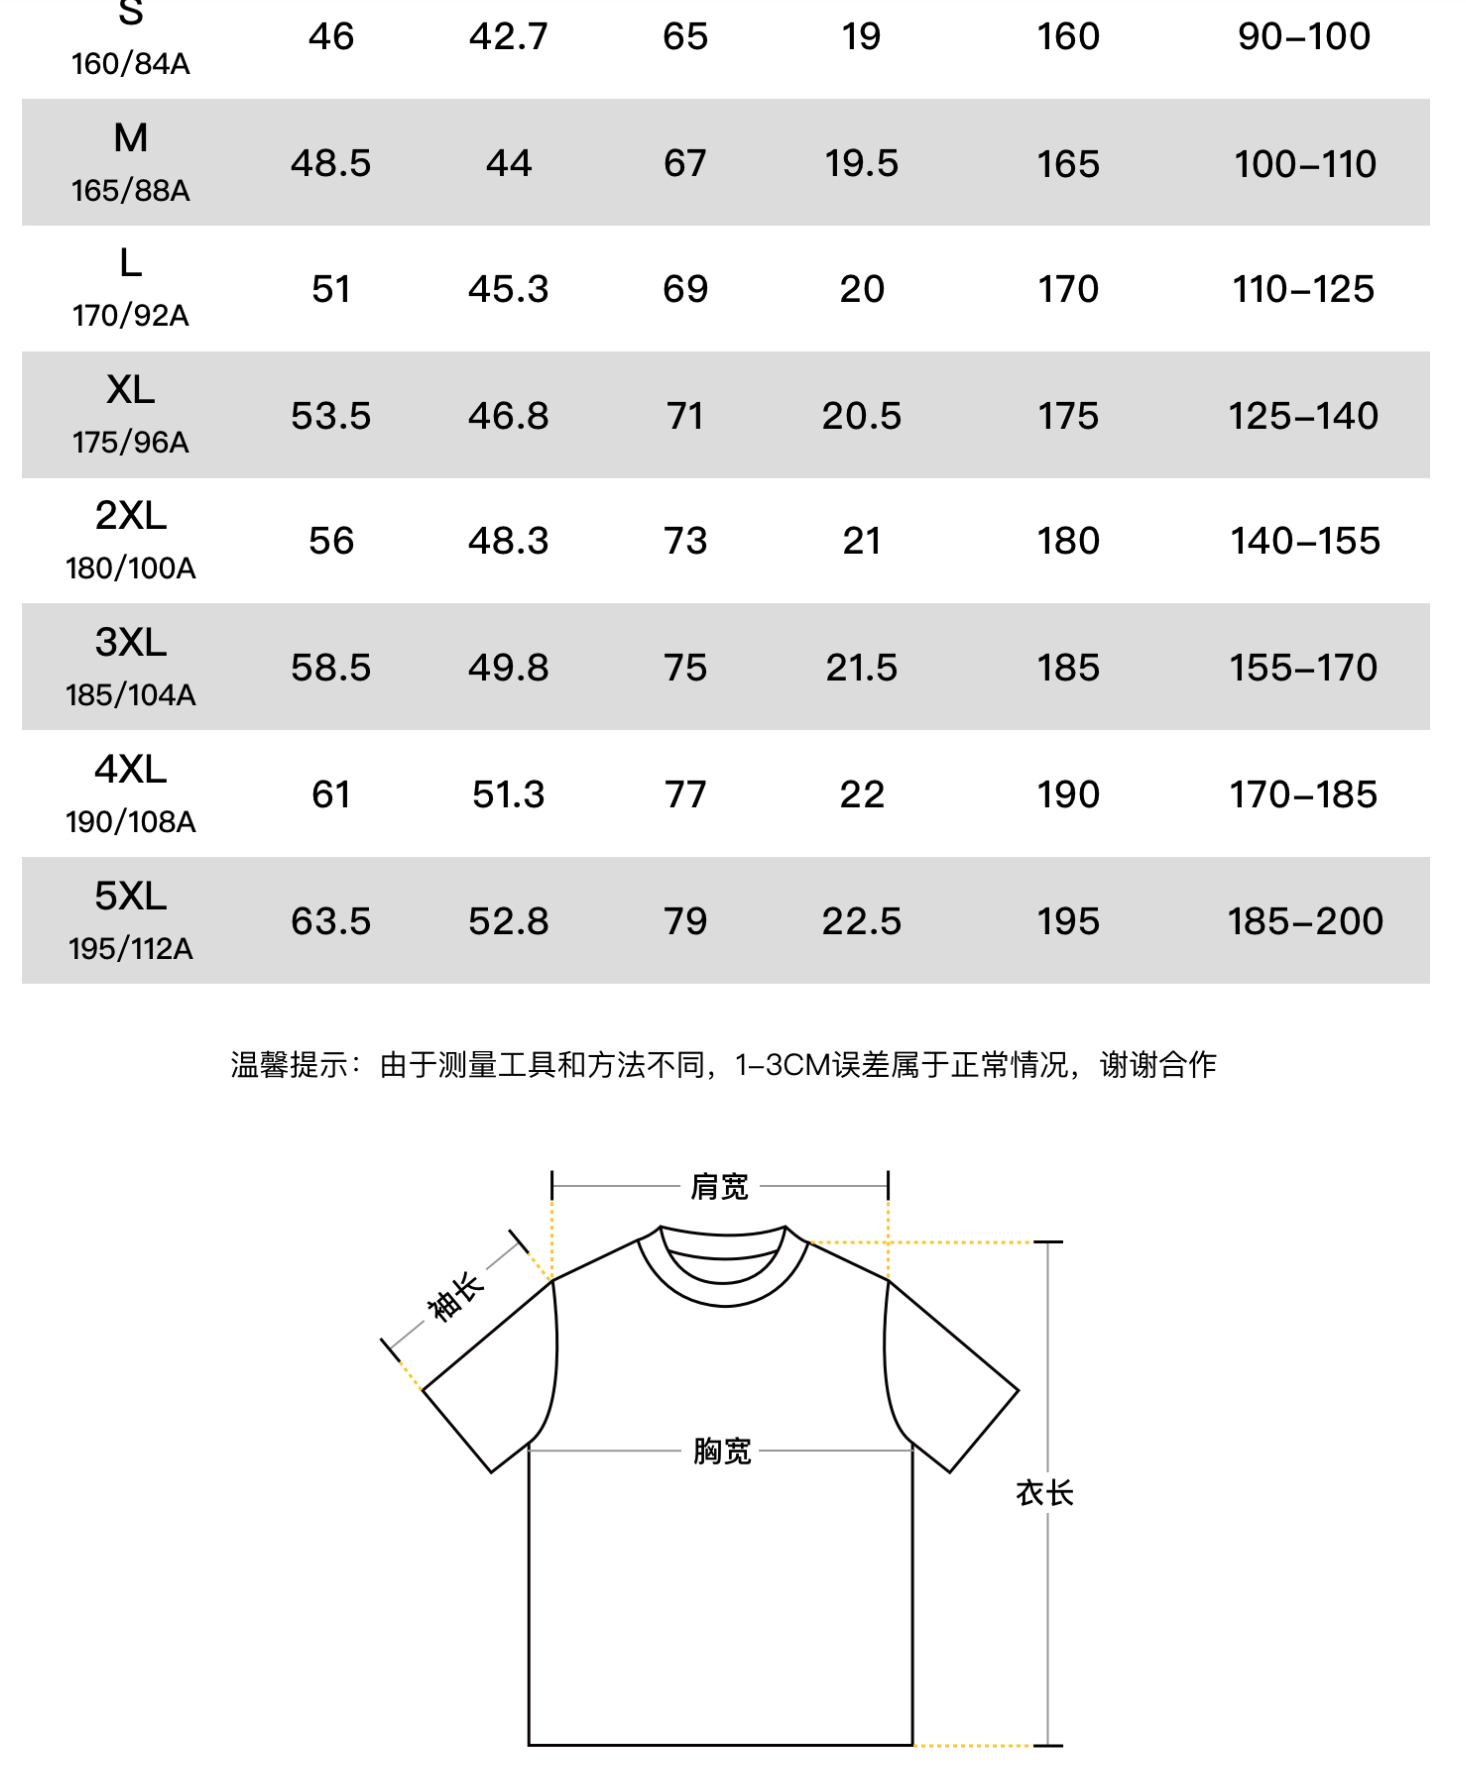 S
160/84A 46 42.7 65 19 160 90–100
M
165/88A 48.5 44 67 19.5 165 100–110
L
170/92A 51 45.3 69 20 170 110–125
XL
175/96A 53.5 46.8 71 20.5 175 125–140
2XL
180/100A 56 48.3 73 21 180 140–155
3XL
185/104A 58.5 49.8 75 21.5 185 155–170
4XL
190/108A 61 51.3 77 22 190 170–185
5XL
195/112A 63.5 52.8 79 22.5 195 185–200
温馨提示：由于测量工具和方法不同，1–3CM误差属于正常情况，谢谢合作
肩宽
袖长
胸宽
衣长